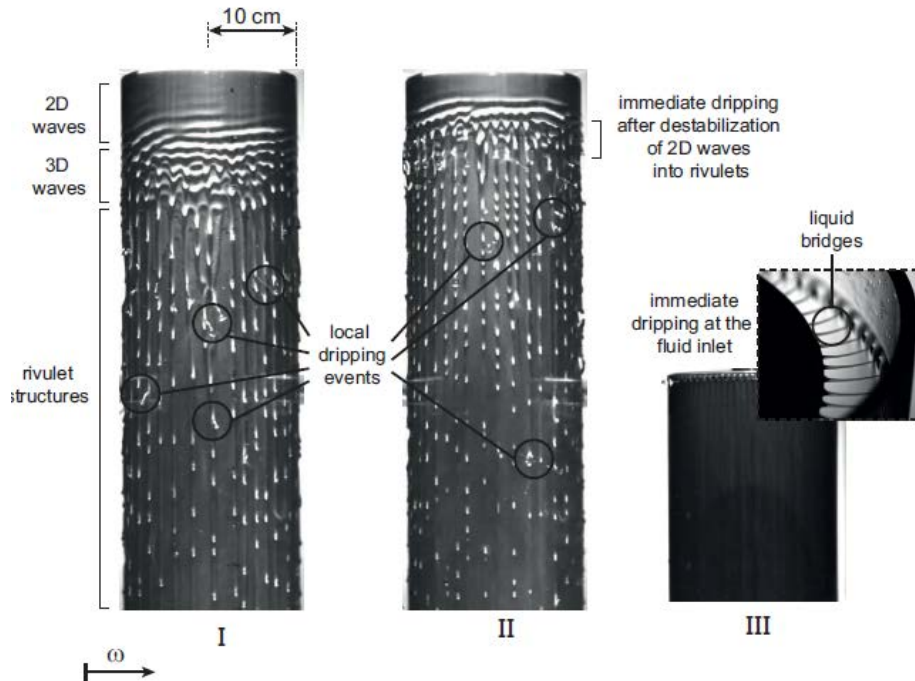 10 cm
2D
waves
3D
waves
rivulet
structures
local
dripping
events
immediate dripping
after destabilization
of 2D waves
into rivulets
liquid
bridges
immediate
dripping at the
fluid inlet
I
II
III
ω